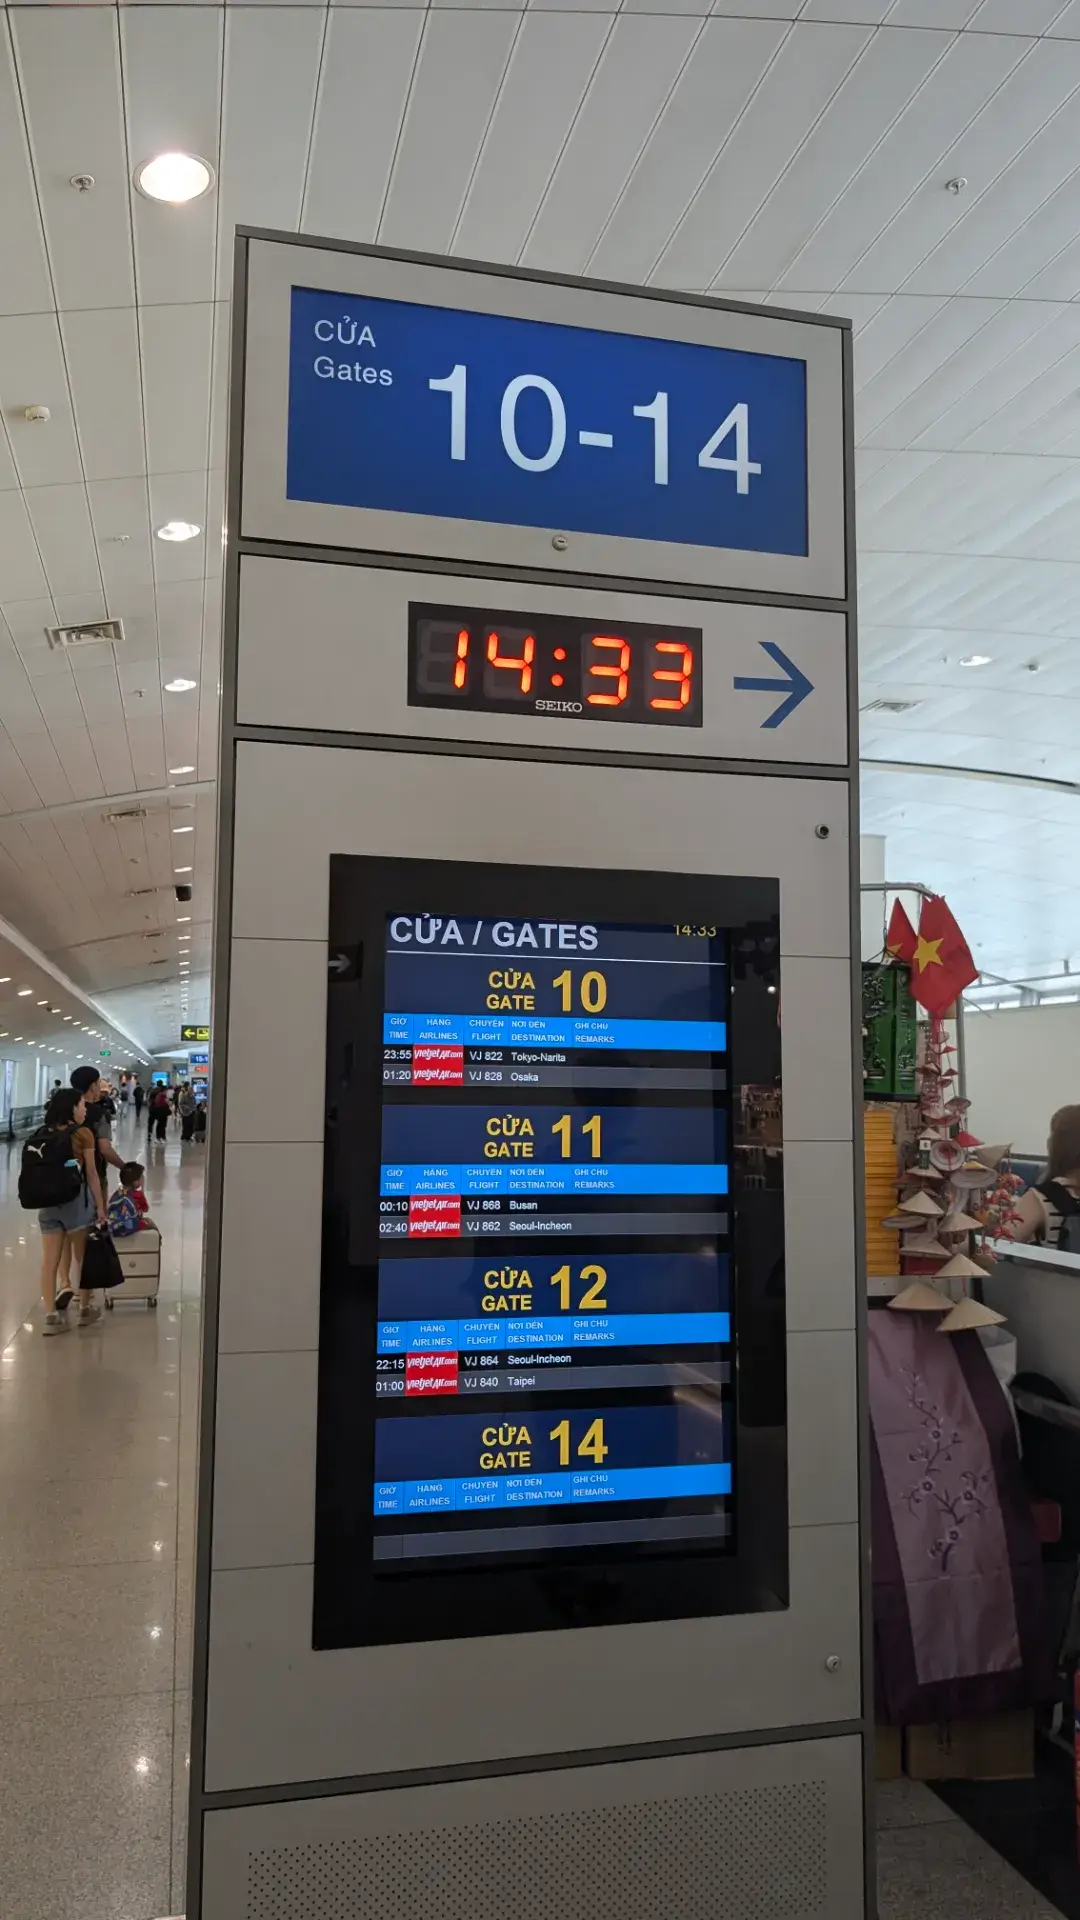 CỬA
Gates
10-14
14:33
SEIKO
CỬA / GATES 14:33
CỬA
GATE 10
GIỜ HÃNG CHUYẾN NƠI ĐẾN GHI CHÚ
TIME AIRLINES FLIGHT DESTINATION REMARKS
23:55 vietjetAir.com VJ 822 Tokyo-Narita
01:20 vietjetAir.com VJ 828 Osaka
CỬA
GATE 11
GIỜ HÃNG CHUYẾN NƠI ĐẾN GHI CHÚ
TIME AIRLINES FLIGHT DESTINATION REMARKS
00:10 vietjetAir.com VJ 868 Busan
02:40 vietjetAir.com VJ 862 Seoul-Incheon
CỬA
GATE 12
GIỜ HÃNG CHUYẾN NƠI ĐẾN GHI CHÚ
TIME AIRLINES FLIGHT DESTINATION REMARKS
22:15 vietjetAir.com VJ 864 Seoul-Incheon
01:00 vietjetAir.com VJ 840 Taipei
CỬA
GATE 14
GIỜ HÃNG CHUYẾN NƠI ĐẾN GHI CHÚ
TIME AIRLINES FLIGHT DESTINATION REMARKS